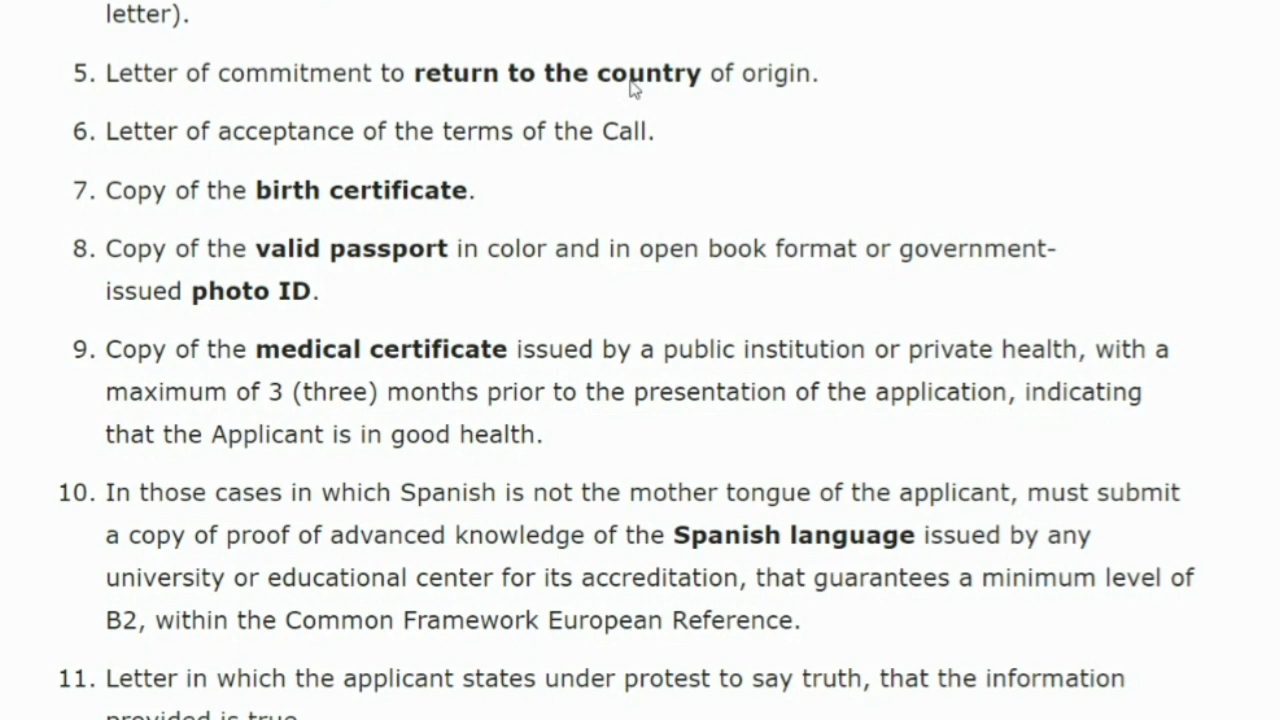 letter).
5. Letter of commitment to return to the country of origin.
6. Letter of acceptance of the terms of the Call.
7. Copy of the birth certificate.
8. Copy of the valid passport in color and in open book format or government-
issued photo ID.
9. Copy of the medical certificate issued by a public institution or private health, with a
maximum of 3 (three) months prior to the presentation of the application, indicating
that the Applicant is in good health.
10. In those cases in which Spanish is not the mother tongue of the applicant, must submit
a copy of proof of advanced knowledge of the Spanish language issued by any
university or educational center for its accreditation, that guarantees a minimum level of
B2, within the Common Framework European Reference.
11. Letter in which the applicant states under protest to say truth, that the information
provided is true.